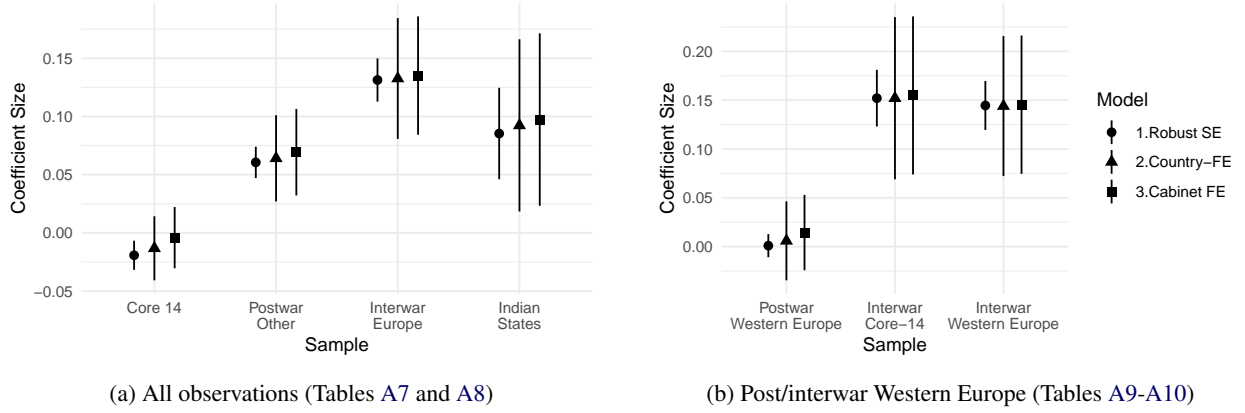 Coefficient Size
0.15
0.10
0.05
0.00
−0.05
Core 14
Postwar
Other
Interwar
Europe
Indian
States
Sample
(a) All observations (Tables A7 and A8)
Coefficient Size
0.20
0.15
0.10
0.05
0.00
Postwar
Western Europe
Interwar
Core−14
Interwar
Western Europe
Sample
Model
1.Robust SE
2.Country−FE
3.Cabinet FE
(b) Post/interwar Western Europe (Tables A9-A10)